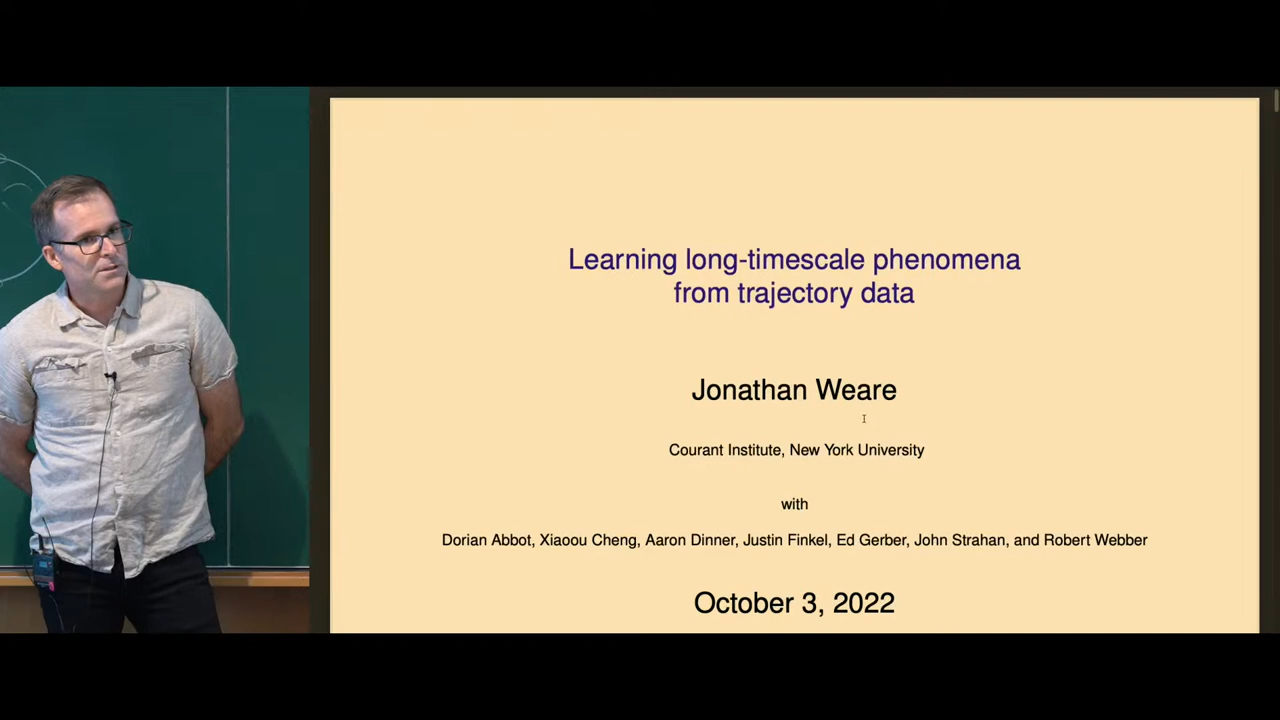 Learning long-timescale phenomena
from trajectory data
Jonathan Weare
Courant Institute, New York University
with
Dorian Abbot, Xiaoou Cheng, Aaron Dinner, Justin Finkel, Ed Gerber, John Strahan, and Robert Webber
October 3, 2022